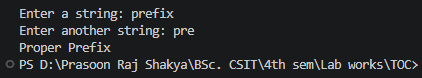 Enter a string: prefix
Enter another string: pre
Proper Prefix
PS D:\Prasoon Raj Shakya\BSc. CSIT\4th sem\Lab works\TOC>